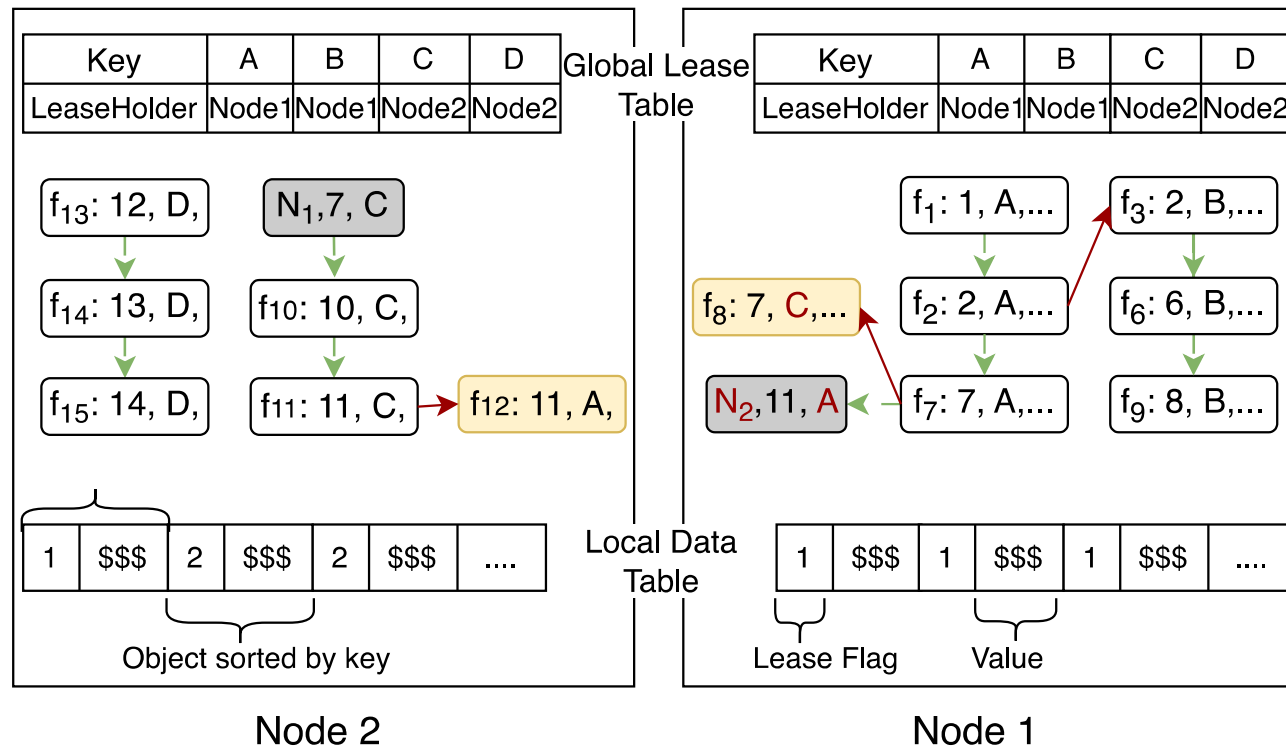 Key A B C D
LeaseHolder Node1 Node1 Node2 Node2
Global Lease
Table
Key A B C D
LeaseHolder Node1 Node1 Node2 Node2
f13: 12, D,
N1,7, C
f14: 13, D,
f10: 10, C,
f15: 14, D,
f11: 11, C,
f12: 11, A,
f1: 1, A,...
f3: 2, B,...
f8: 7, C,...
f2: 2, A,...
f6: 6, B,...
N2,11, A
f7: 7, A,...
f9: 8, B,...
1 $$$ 2 $$$ 2 $$$ ....
Object sorted by key
Local Data
Table
1 $$$ 1 $$$ 1 $$$ ....
Lease Flag
Value
Node 2
Node 1